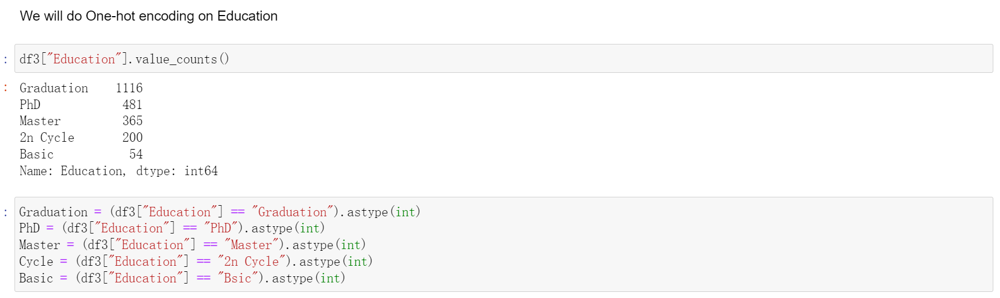 We will do One-hot encoding on Education
: df3["Education"].value_counts()
: Graduation    1116
PhD            481
Master         365
2n Cycle       200
Basic           54
Name: Education, dtype: int64
: Graduation = (df3["Education"] == "Graduation").astype(int)
PhD = (df3["Education"] == "PhD").astype(int)
Master = (df3["Education"] == "Master").astype(int)
Cycle = (df3["Education"] == "2n Cycle").astype(int)
Basic = (df3["Education"] == "Bsic").astype(int)